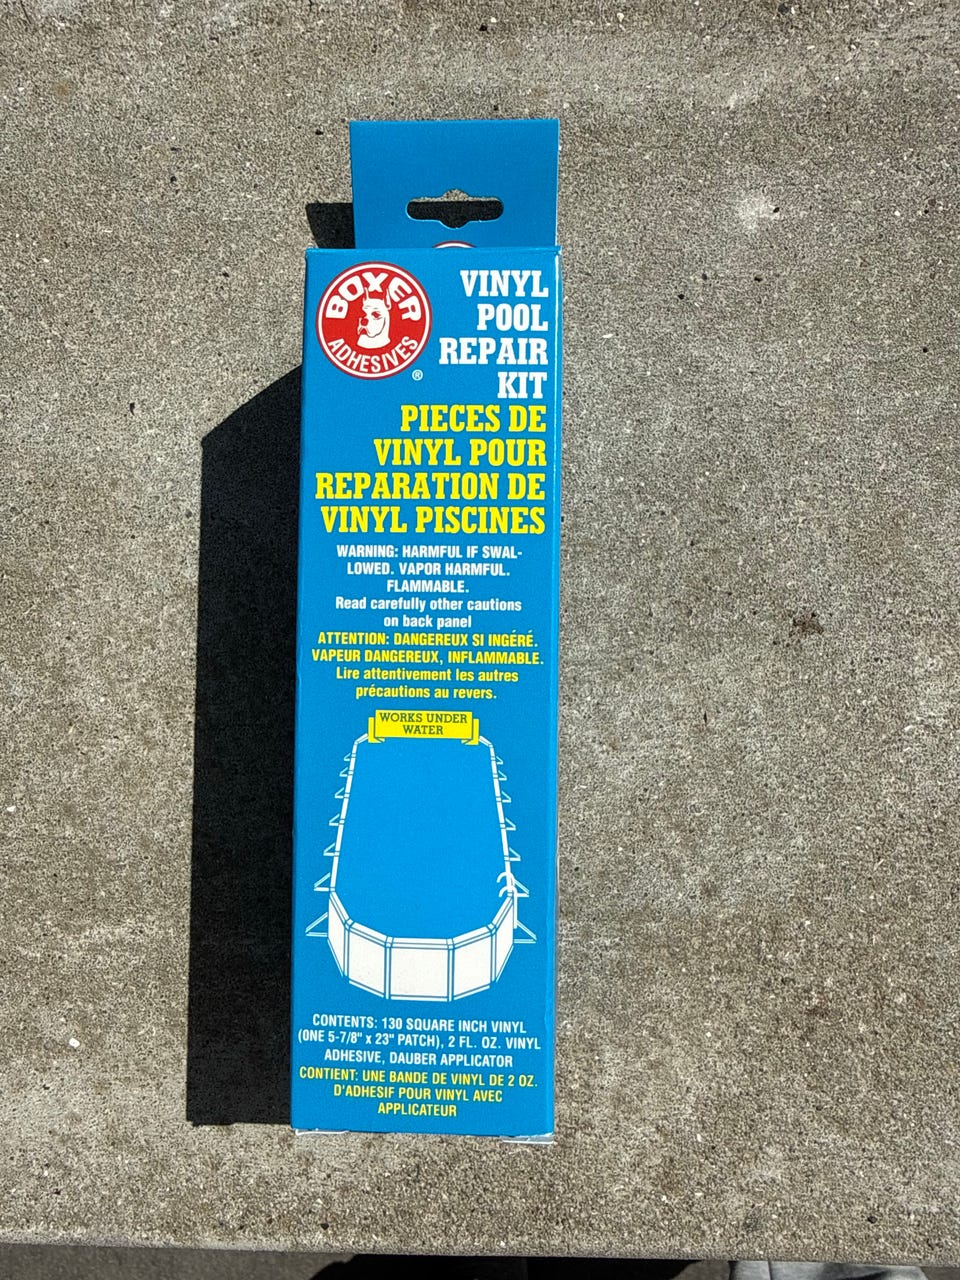 BOXER
ADHESIVES
®
VINYL
POOL
REPAIR
KIT
PIECES DE
VINYL POUR
REPARATION DE
VINYL PISCINES
WARNING: HARMFUL IF SWAL-
LOWED. VAPOR HARMFUL.
FLAMMABLE.
Read carefully other cautions
on back panel
ATTENTION: DANGEREUX SI INGÉRÉ.
VAPEUR DANGEREUX, INFLAMMABLE.
Lire attentivement les autres
précautions au revers.
WORKS UNDER
WATER
CONTENTS: 130 SQUARE INCH VINYL
(ONE 5-7/8" x 23" PATCH), 2 FL. OZ. VINYL
ADHESIVE, DAUBER APPLICATOR
CONTIENT: UNE BANDE DE VINYL DE 2 OZ.
D'ADHESIF POUR VINYL AVEC
APPLICATEUR